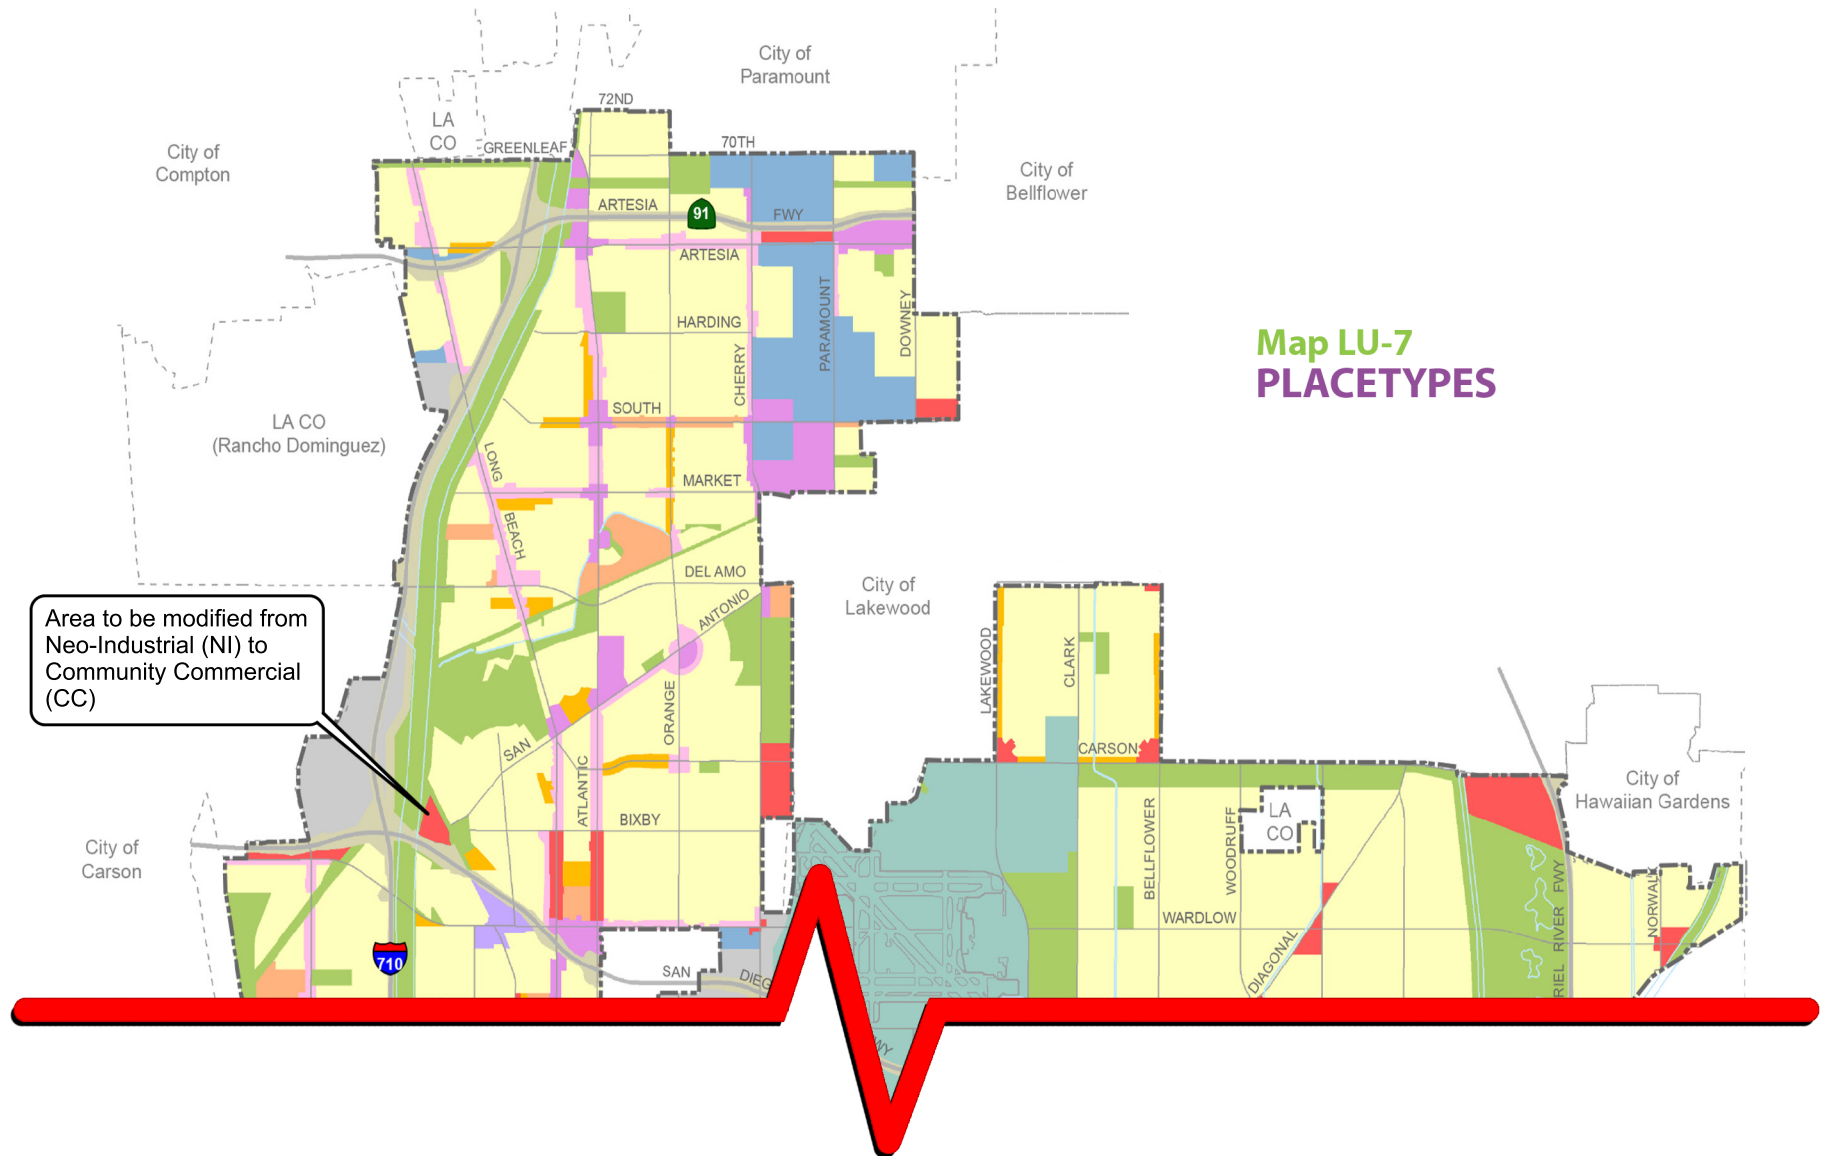 City of
Paramount
72ND
LA
CO
GREENLEAF
70TH
City of
Compton
City of
Bellflower
ARTESIA
91
FWY
ARTESIA
HARDING
PARAMOUNT
DOWNEY
CHERRY
Map LU-7
PLACETYPES
SOUTH
LA CO
(Rancho Dominguez)
LONG
MARKET
BEACH
DEL AMO
City of
Lakewood
ANTONIO
Area to be modified from
Neo-Industrial (NI) to
Community Commercial
(CC)
LAKEWOOD
CLARK
ORANGE
SAN
CARSON
City of
Hawaiian Gardens
ATLANTIC
BIXBY
BELLFLOWER
WOODRUFF
LA
CO
City of
Carson
NORWALK
WARDLOW
DIAGONAL
RIEL RIVER FWY
710
SAN
DIEG
WY